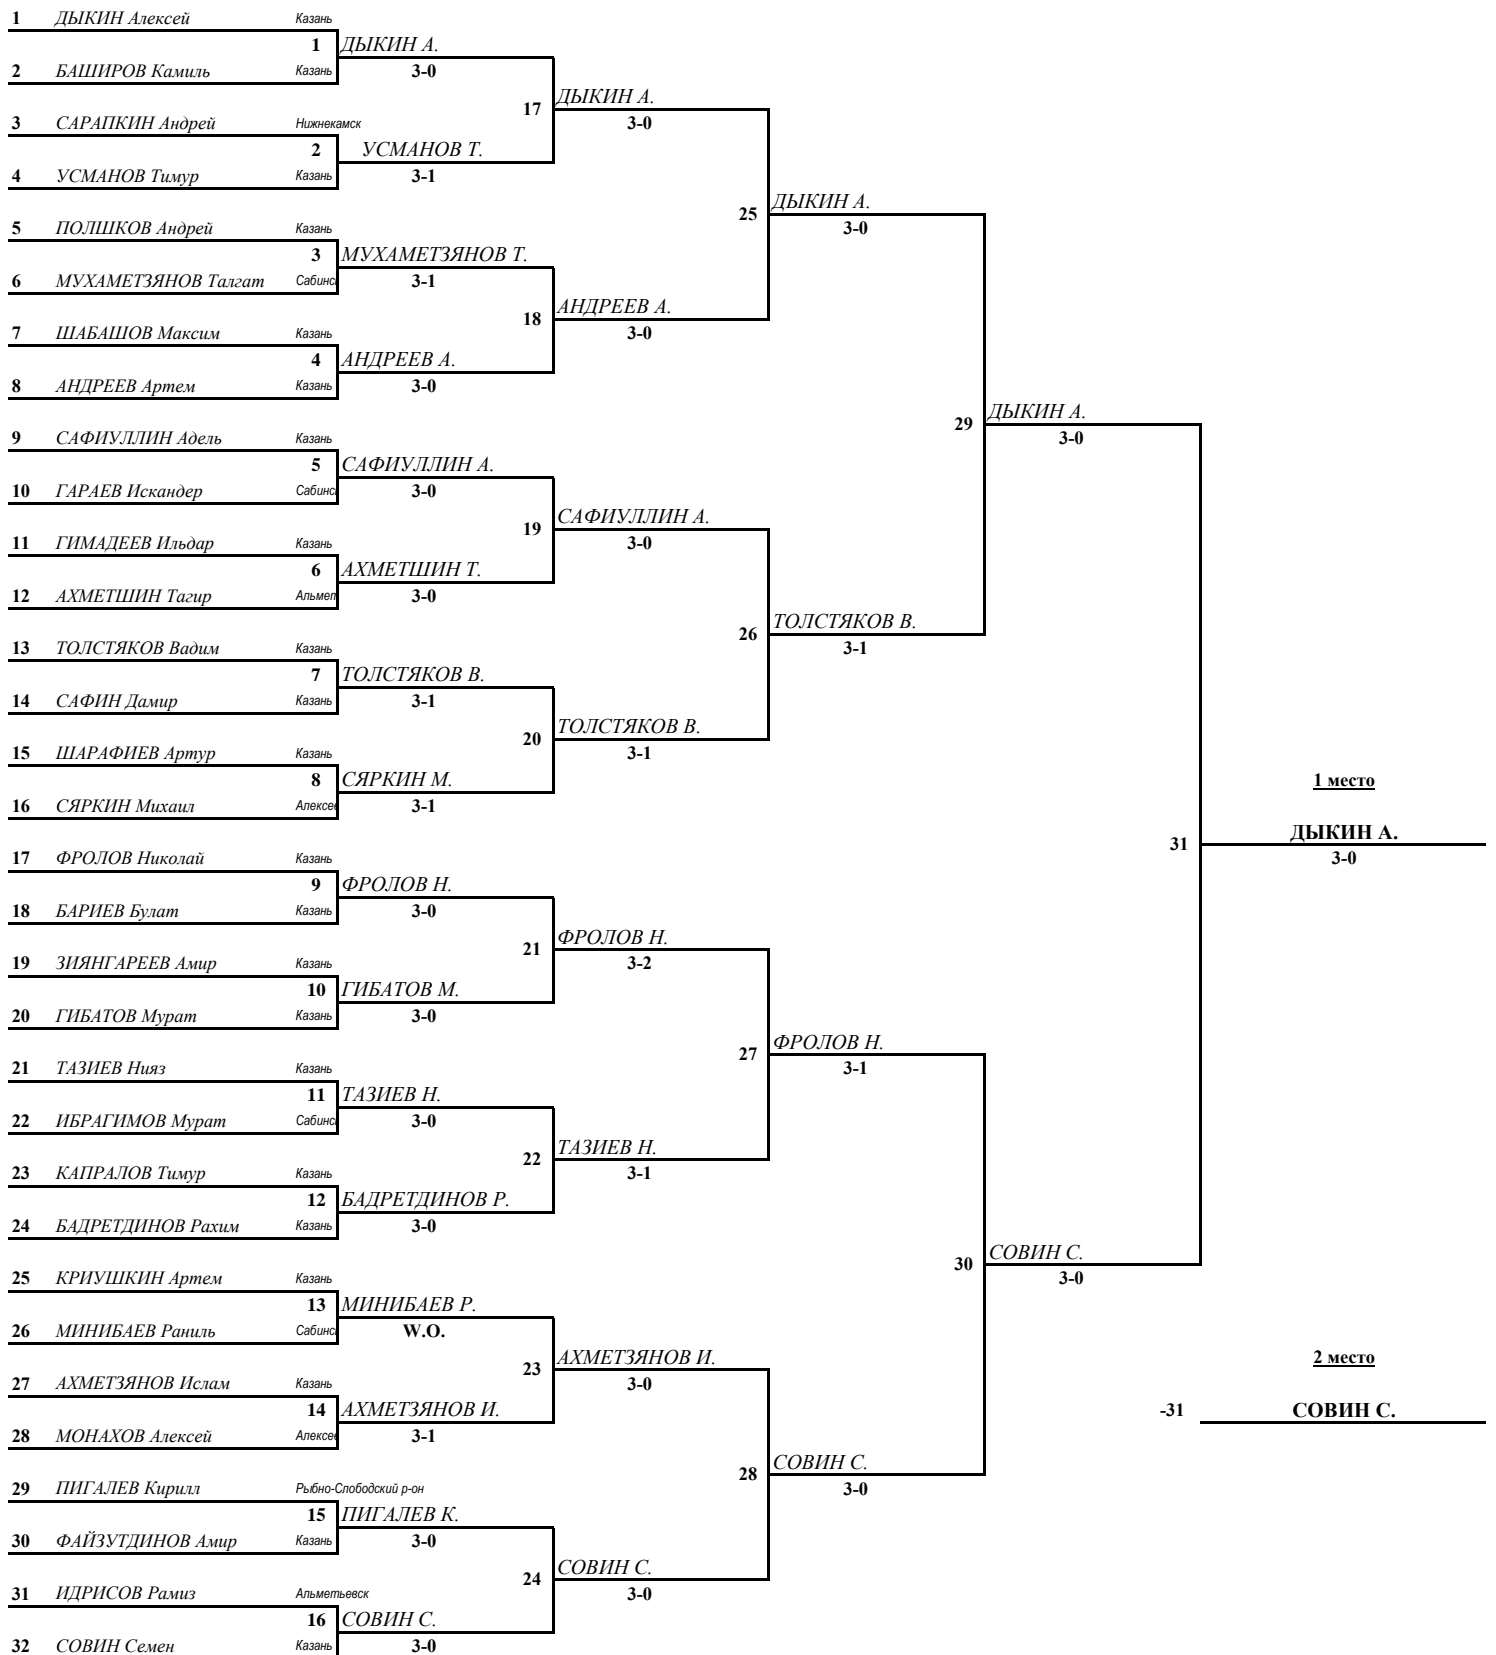 1 ДЫКИН Алексей Казань
1 ДЫКИН А.
2 БАШИРОВ Камиль Казань 3-0
17 ДЫКИН А.
3 САРАПКИН Андрей Нижнекамск 3-0
2 УСМАНОВ Т.
4 УСМАНОВ Тимур Казань 3-1
25 ДЫКИН А.
5 ПОЛШКОВ Андрей Казань 3-0
3 МУХАМЕТЗЯНОВ Т.
6 МУХАМЕТЗЯНОВ Талгат Сабинс 3-1
18 АНДРЕЕВ А.
7 ШАБАШОВ Максим Казань 3-0
4 АНДРЕЕВ А.
8 АНДРЕЕВ Артем Казань 3-0
29 ДЫКИН А.
9 САФИУЛЛИН Адель Казань 3-0
5 САФИУЛЛИН А.
10 ГАРАЕВ Искандер Сабинс 3-0
19 САФИУЛЛИН А.
11 ГИМАДЕЕВ Ильдар Казань 3-0
6 АХМЕТШИН Т.
12 АХМЕТШИН Тагир Альмет 3-0
26 ТОЛСТЯКОВ В.
13 ТОЛСТЯКОВ Вадим Казань 3-1
7 ТОЛСТЯКОВ В.
14 САФИН Дамир Казань 3-1
20 ТОЛСТЯКОВ В.
15 ШАРАФИЕВ Артур Казань 3-1
8 СЯРКИН М. 1 место
16 СЯРКИН Михаил Алексее 3-1
31 ДЫКИН А.
17 ФРОЛОВ Николай Казань 3-0
9 ФРОЛОВ Н.
18 БАРИЕВ Булат Казань 3-0
21 ФРОЛОВ Н.
19 ЗИЯНГАРЕЕВ Амир Казань 3-2
10 ГИБАТОВ М.
20 ГИБАТОВ Мурат Казань 3-0
27 ФРОЛОВ Н.
21 ТАЗИЕВ Нияз Казань 3-1
11 ТАЗИЕВ Н.
22 ИБРАГИМОВ Мурат Сабинс 3-0
22 ТАЗИЕВ Н.
23 КАПРАЛОВ Тимур Казань 3-1
12 БАДРЕТДИНОВ Р.
24 БАДРЕТДИНОВ Рахим Казань 3-0
30 СОВИН С.
25 КРИУШКИН Артем Казань 3-0
13 МИНИБАЕВ Р.
26 МИНИБАЕВ Раниль Сабинс W.O.
23 АХМЕТЗЯНОВ И. 2 место
27 АХМЕТЗЯНОВ Ислам Казань 3-0
14 АХМЕТЗЯНОВ И. -31 СОВИН С.
28 МОНАХОВ Алексей Алексее 3-1
28 СОВИН С.
29 ПИГАЛЕВ Кирилл Рыбно-Слободский р-он 3-0
15 ПИГАЛЕВ К.
30 ФАЙЗУТДИНОВ Амир Казань 3-0
24 СОВИН С.
31 ИДРИСОВ Рамиз Альметьевск 3-0
16 СОВИН С.
32 СОВИН Семен Казань 3-0